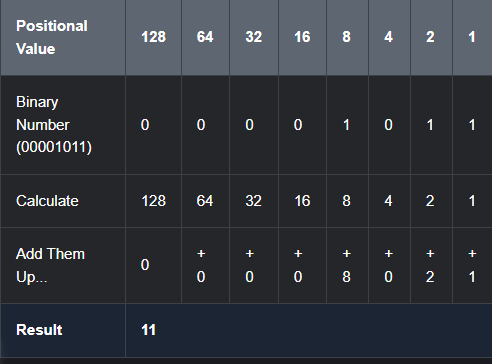 Positional Value 128 64 32 16 8 4 2 1
Binary Number (00001011) 0 0 0 0 1 0 1 1
Calculate 128 64 32 16 8 4 2 1
Add Them Up... 0 + 0 + 0 + 0 + 8 + 0 + 2 + 1
Result 11